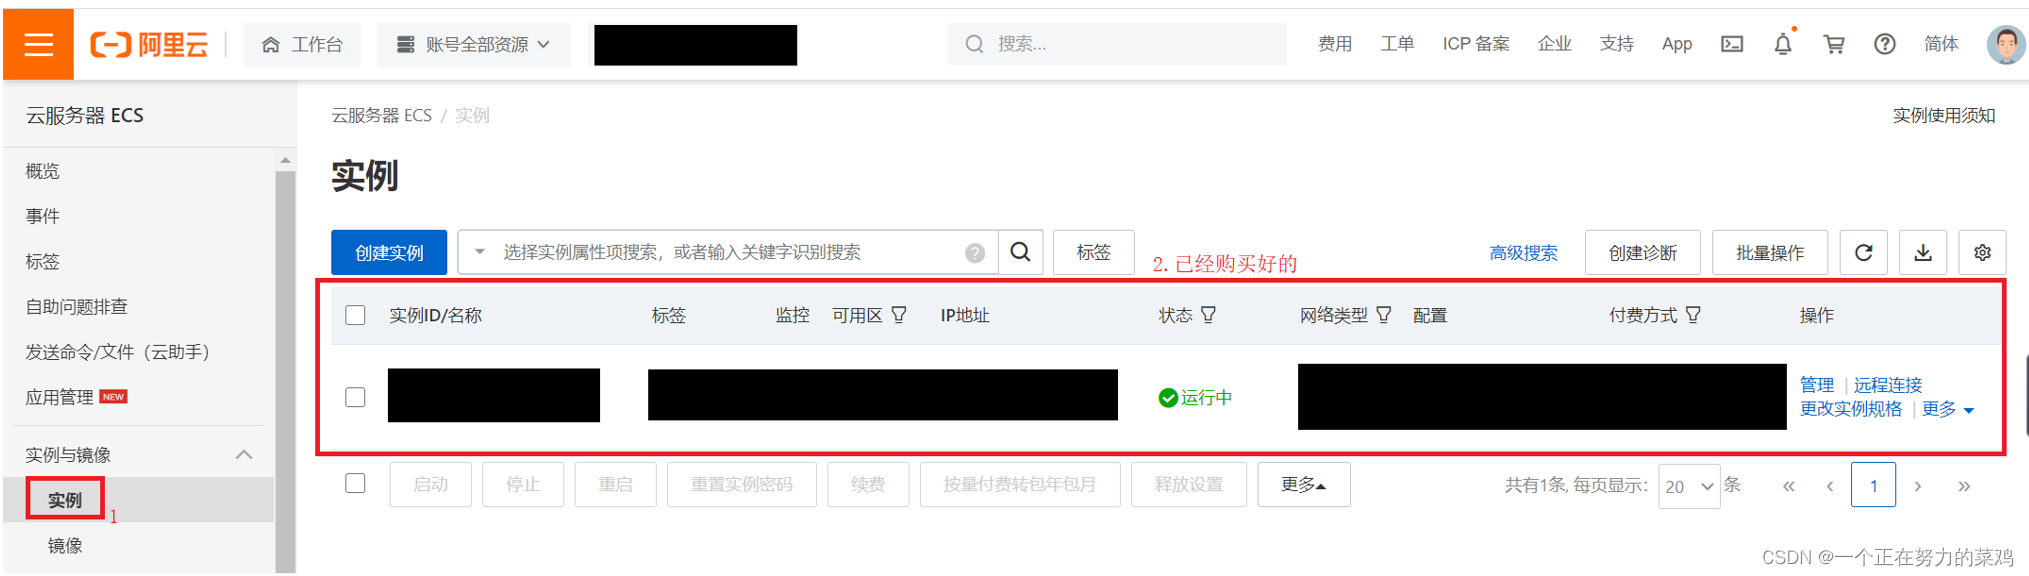 阿里云 工作台 账号全部资源 搜索... 费用 工单 ICP 备案 企业 支持 App 简体
云服务器 ECS
云服务器 ECS / 实例
实例使用须知
概览
事件
标签
自助问题排查
发送命令/文件（云助手）
应用管理 NEW
实例与镜像
实例
1
镜像
实例
创建实例 选择实例属性项搜索，或者输入关键字识别搜索 标签 2.已经购买好的 高级搜索 创建诊断 批量操作
实例ID/名称 标签 监控 可用区 IP地址 状态 网络类型 配置 付费方式 操作
运行中 管理 | 远程连接
更改实例规格 | 更多
启动 停止 重启 重置实例密码 续费 按量付费转包年包月 释放设置 更多 共有1条, 每页显示: 20 条 « ‹ 1 › »
CSDN @一个正在努力的菜鸡